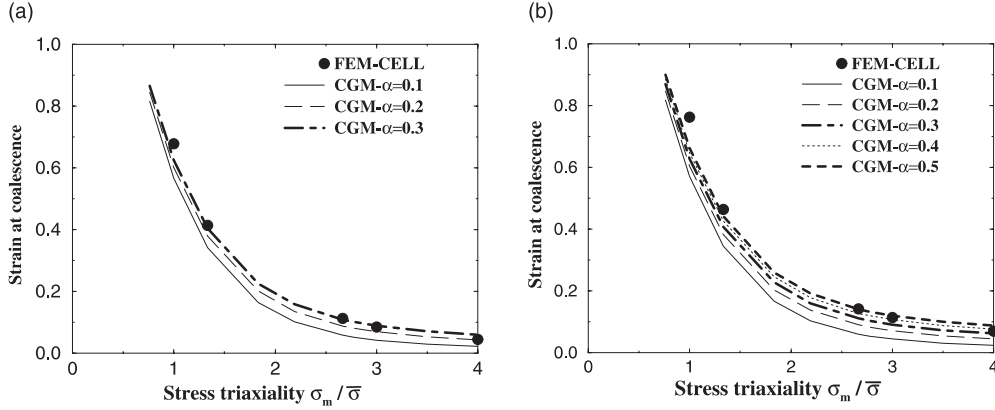 (a)
1.0
0.8
0.6
0.4
0.2
0.0
Strain at coalescence
FEM-CELL
CGM-α=0.1
CGM-α=0.2
CGM-α=0.3
0 1 2 3 4
Stress triaxiality σm / σ̅
(b)
1.0
0.8
0.6
0.4
0.2
0.0
Strain at coalescence
FEM-CELL
CGM-α=0.1
CGM-α=0.2
CGM-α=0.3
CGM-α=0.4
CGM-α=0.5
0 1 2 3 4
Stress triaxiality σm / σ̅